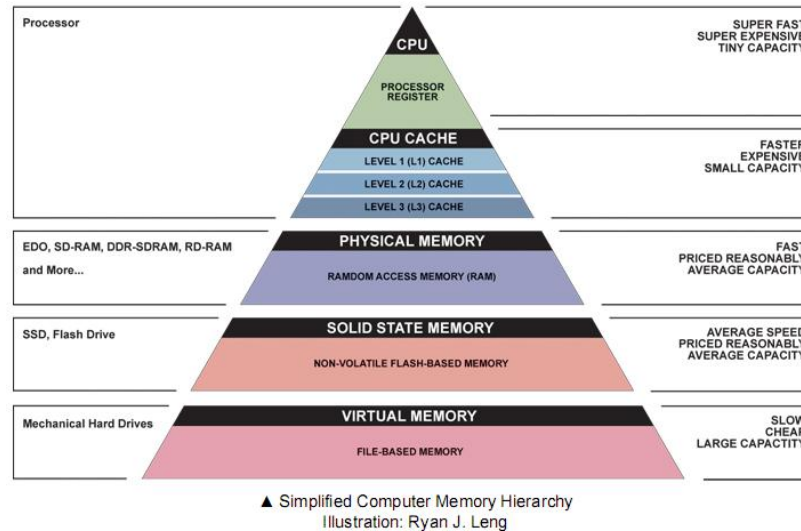 Processor
CPU
SUPER FAST
SUPER EXPENSIVE
TINY CAPACITY
PROCESSOR
REGISTER
CPU CACHE
LEVEL 1 (L1) CACHE
LEVEL 2 (L2) CACHE
LEVEL 3 (L3) CACHE
FASTER
EXPENSIVE
SMALL CAPACITY
EDO, SD-RAM, DDR-SDRAM, RD-RAM
and More...
PHYSICAL MEMORY
RAMDOM ACCESS MEMORY (RAM)
FAST
PRICED REASONABLY
AVERAGE CAPACITY
SSD, Flash Drive
SOLID STATE MEMORY
NON-VOLATILE FLASH-BASED MEMORY
AVERAGE SPEED
PRICED REASONABLY
AVERAGE CAPACITY
Mechanical Hard Drives
VIRTUAL MEMORY
FILE-BASED MEMORY
SLOW
CHEAP
LARGE CAPACTITY
▲ Simplified Computer Memory Hierarchy
Illustration: Ryan J. Leng